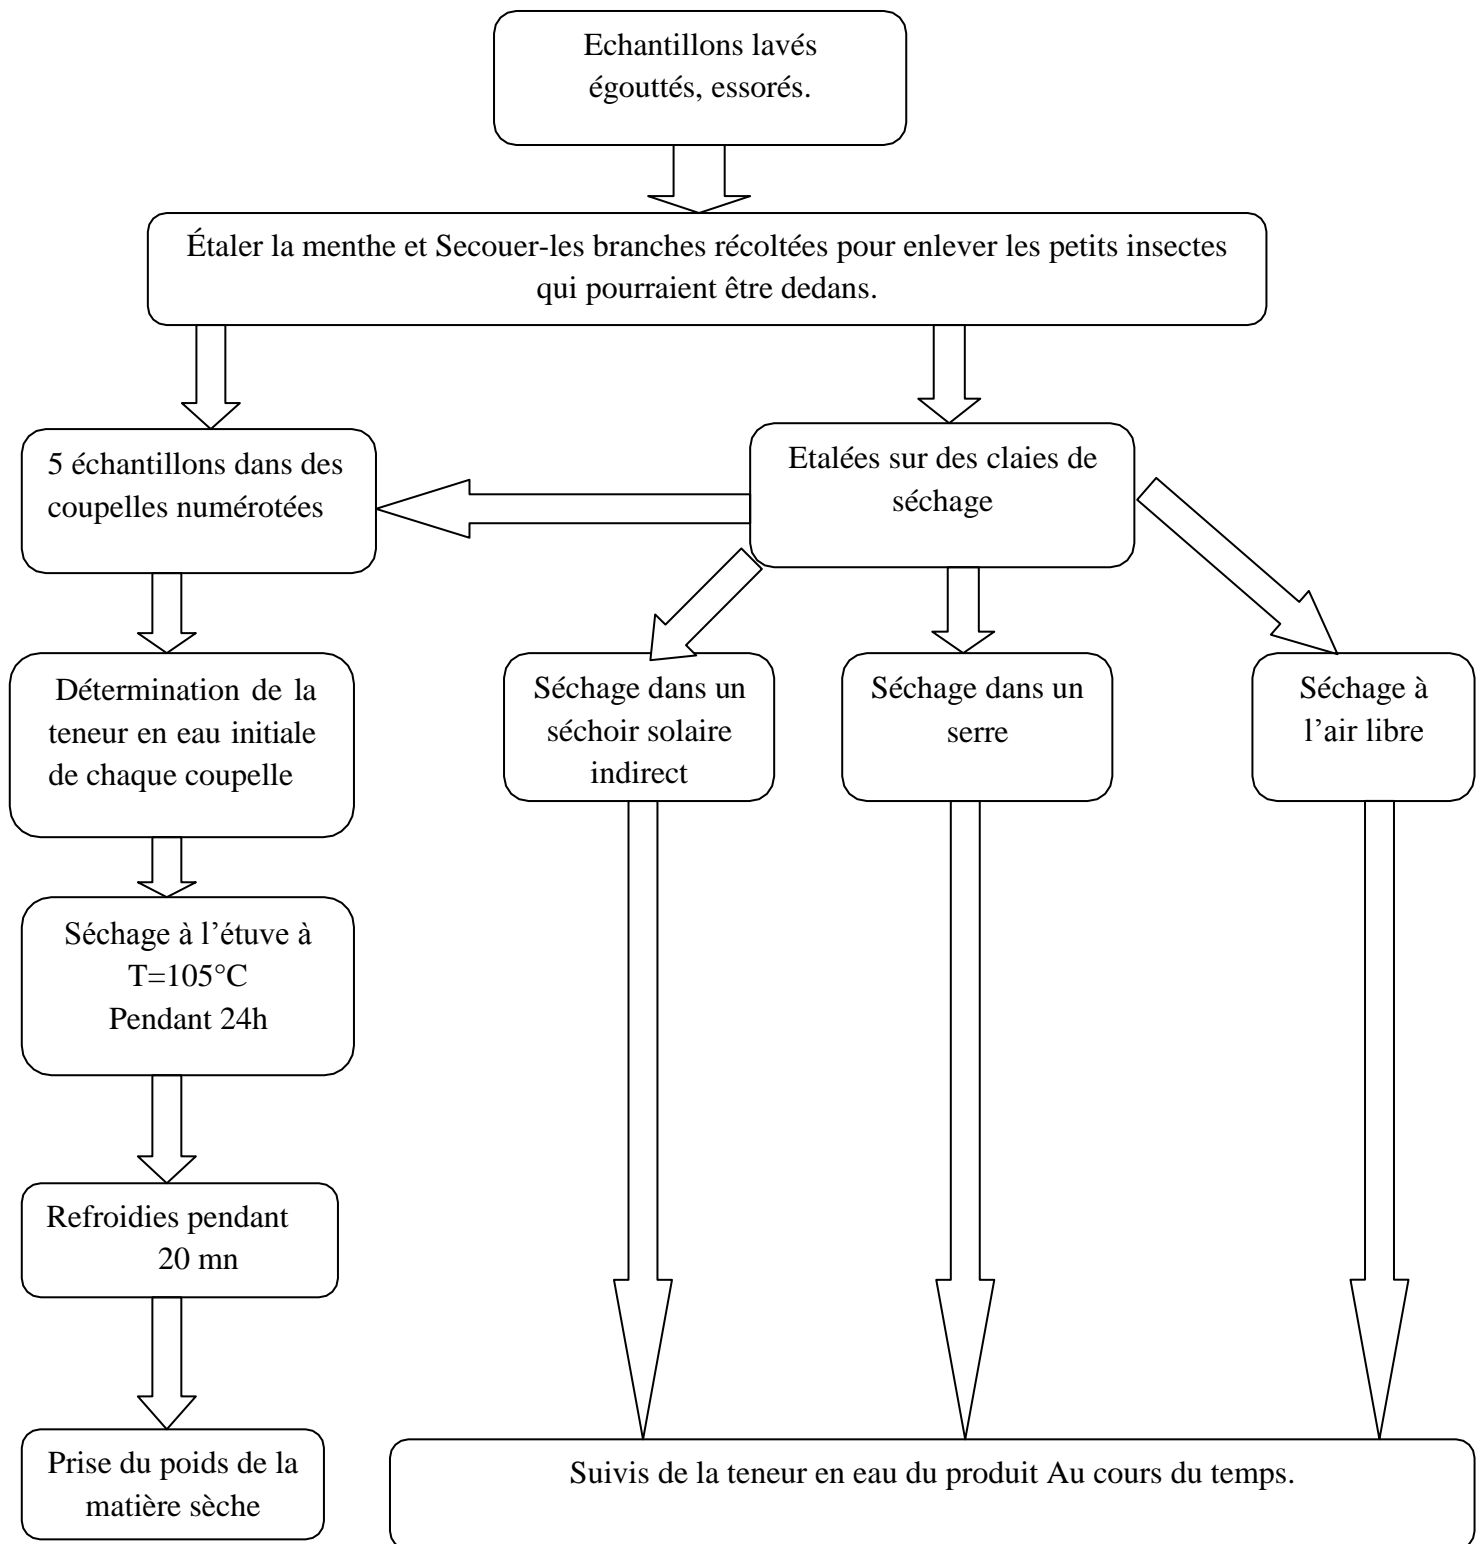 Echantillons lavés
égouttés, essorés.
Étaler la menthe et Secouer-les branches récoltées pour enlever les petits insectes
qui pourraient être dedans.
5 échantillons dans des
coupelles numérotées
Etalées sur des claies de
séchage
Détermination de la
teneur en eau initiale
de chaque coupelle
Séchage dans un
séchoir solaire
indirect
Séchage dans un
serre
Séchage à
l’air libre
Séchage à l’étuve à
T=105°C
Pendant 24h
Refroidies pendant
20 mn
Prise du poids de la
matière sèche
Suivis de la teneur en eau du produit Au cours du temps.